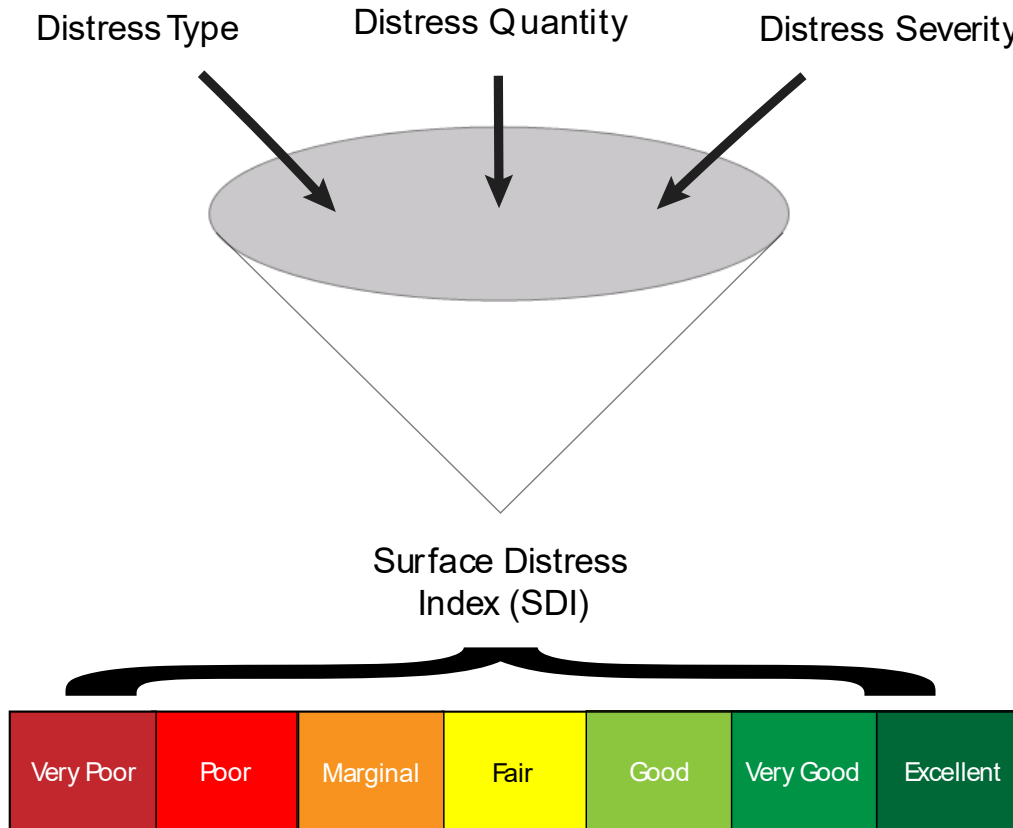 Distress Type
Distress Quantity
Distress Severity
Surface Distress
Index (SDI)
Very Poor
Poor
Marginal
Fair
Good
Very Good
Excellent